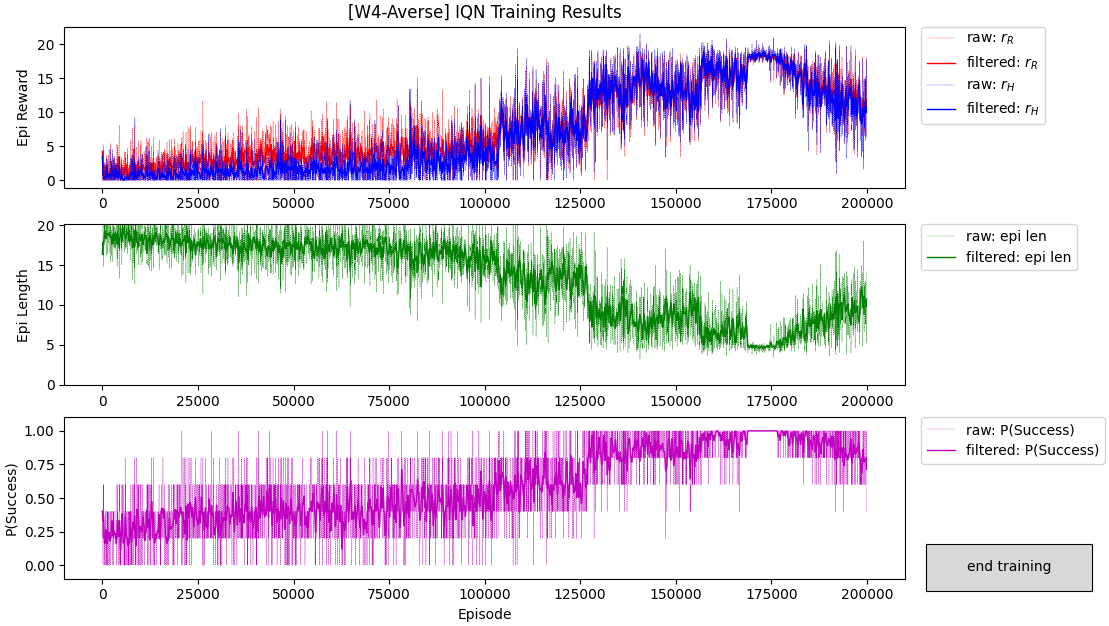 [W4-Averse] IQN Training Results
Epi Reward
20
15
10
5
0
0 25000 50000 75000 100000 125000 150000 175000 200000
raw: r_R
filtered: r_R
raw: r_H
filtered: r_H
Epi Length
20
15
10
5
0
0 25000 50000 75000 100000 125000 150000 175000 200000
raw: epi len
filtered: epi len
P(Success)
1.00
0.75
0.50
0.25
0.00
0 25000 50000 75000 100000 125000 150000 175000 200000
Episode
raw: P(Success)
filtered: P(Success)
end training